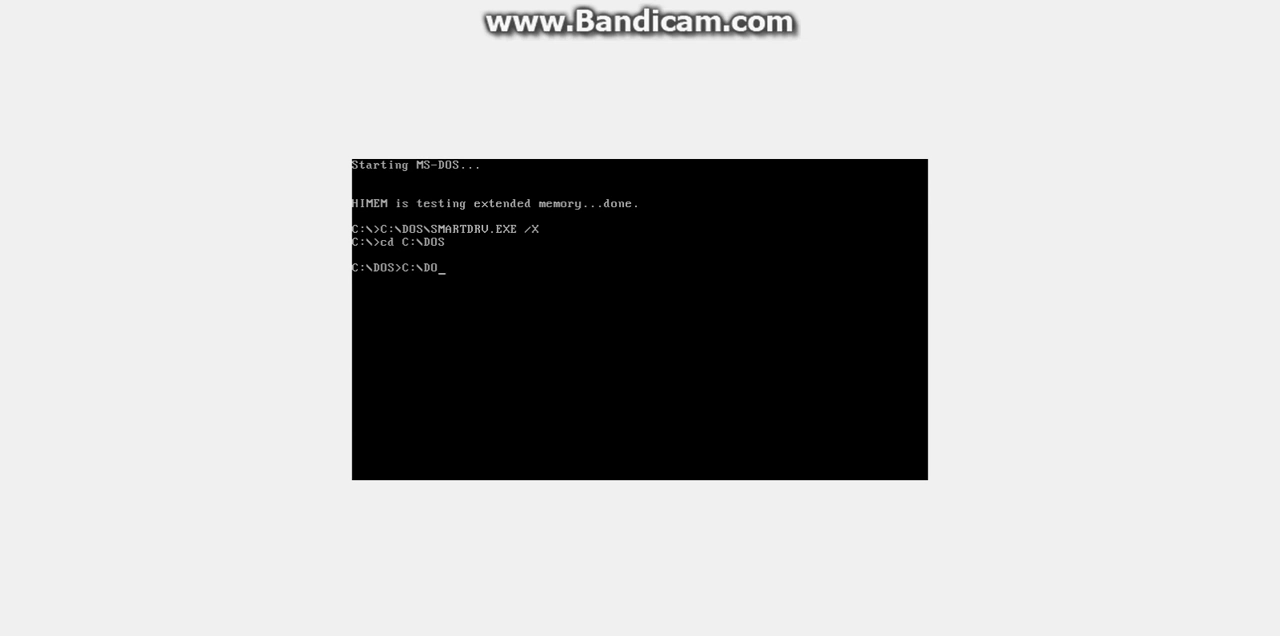 www.Bandicam.com
Starting MS-DOS...
HIMEM is testing extended memory...done.
C:\>C:\DOS\SMARTDRV.EXE /X
C:\>cd C:\DOS
C:\DOS>C:\DO_